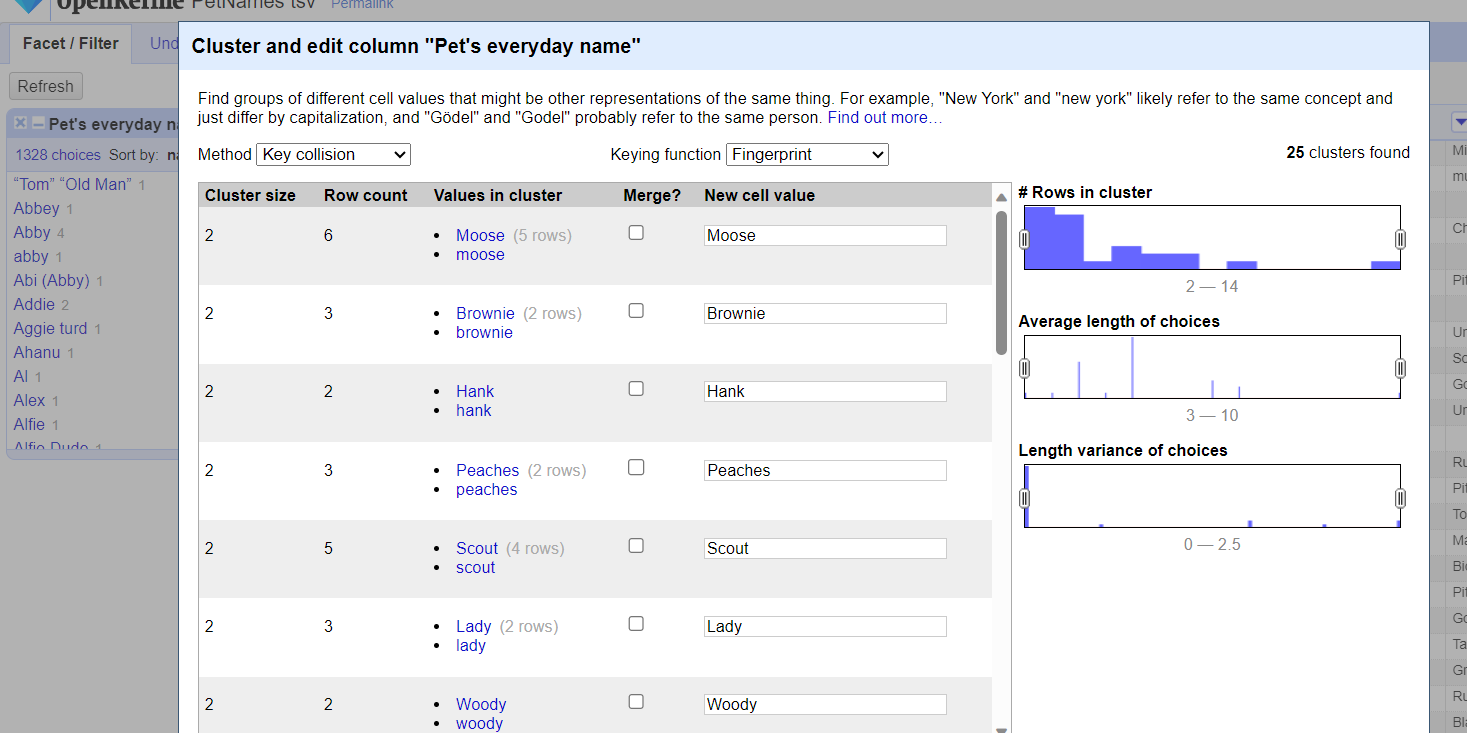 OpenRefine PetNames tsv Permalink
Cluster and edit column "Pet's everyday name"
Facet / Filter
Und
Refresh
Pet's everyday na
1328 choices Sort by: na
“Tom” “Old Man” 1
Abbey 1
Abby 4
abby 1
Abi (Abby) 1
Addie 2
Aggie turd 1
Ahanu 1
Al 1
Alex 1
Alfie 1
Alfie Dude 1
Find groups of different cell values that might be other representations of the same thing. For example, "New York" and "new york" likely refer to the same concept and
just differ by capitalization, and "Gödel" and "Godel" probably refer to the same person. Find out more…
Method Key collision Keying function Fingerprint 25 clusters found
Cluster size Row count Values in cluster Merge? New cell value
2 6 • Moose (5 rows) Moose
• moose
2 3 • Brownie (2 rows) Brownie
• brownie
2 2 • Hank Hank
• hank
2 3 • Peaches (2 rows) Peaches
• peaches
2 5 • Scout (4 rows) Scout
• scout
2 3 • Lady (2 rows) Lady
• lady
2 2 • Woody Woody
• woody
# Rows in cluster
2 — 14
Average length of choices
3 — 10
Length variance of choices
0 — 2.5
Mi
mu
Ch
Pit
Un
So
Go
Un
Ru
Pit
To
Ma
Bi
Pit
Go
Ta
Gr
Ru
Bla